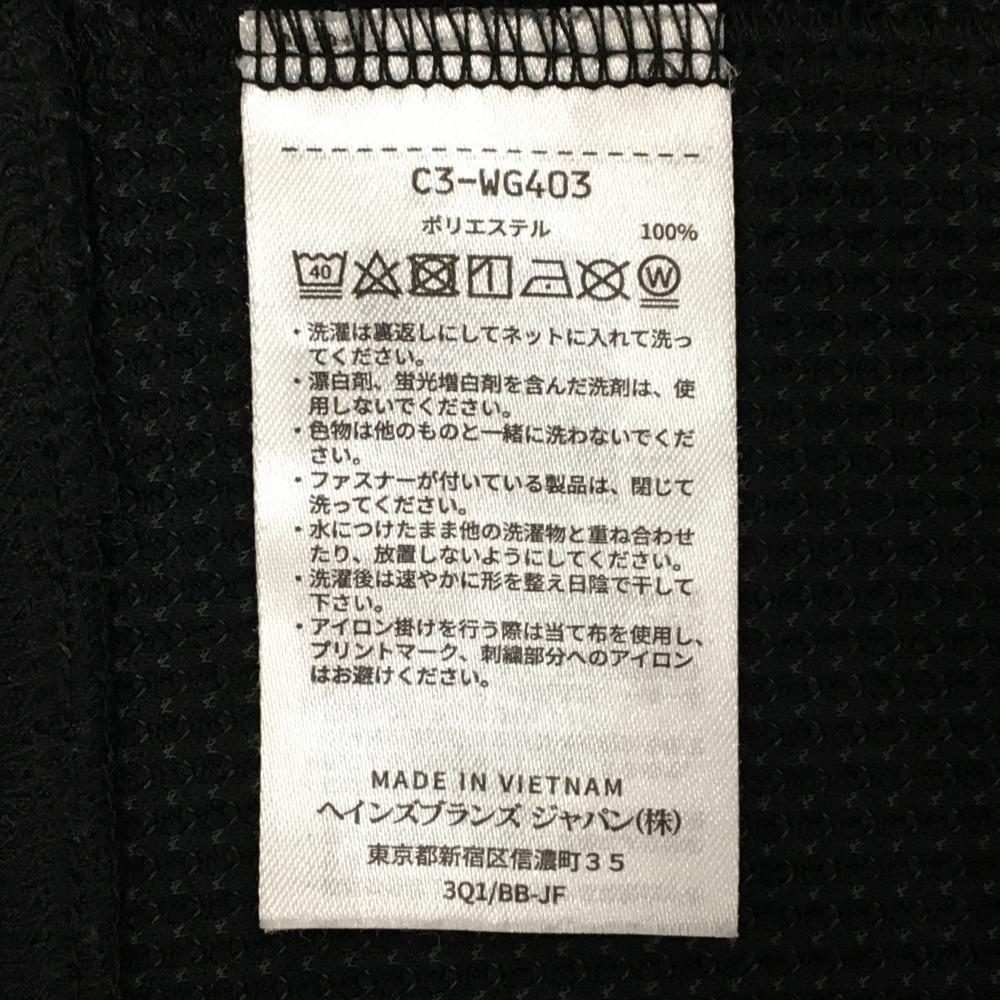 C3-WG403
ポリエステル 100%
40 W
・洗濯は裏返しにしてネットに入れて洗っ
てください。
・漂白剤、蛍光増白剤を含んだ洗剤は、使
用しないでください。
・色物は他のものと一緒に洗わないでくだ
さい。
・ファスナーが付いている製品は、閉じて
洗ってください。
・水につけたまま他の洗濯物と重ね合わせ
たり、放置しないようにしてください。
・洗濯後は速やかに形を整え日陰で干して
下さい。
・アイロン掛けを行う際は当て布を使用し、
プリントマーク、刺繍部分へのアイロン
はお避けください。
MADE IN VIETNAM
ヘインズブランズ ジャパン(株)
東京都新宿区信濃町３５
3Q1/BB-JF